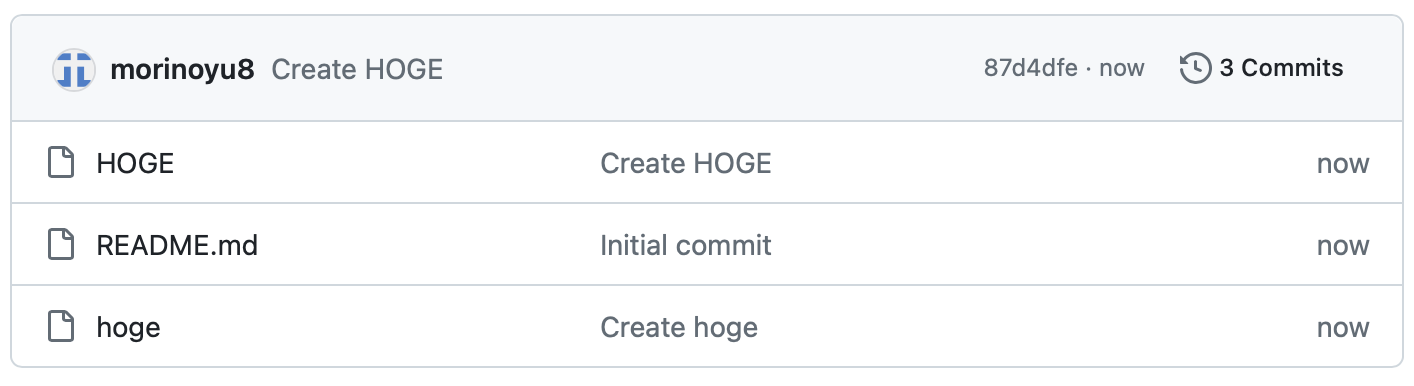 morinoyu8 Create HOGE 87d4dfe · now 3 Commits
HOGE Create HOGE now
README.md Initial commit now
hoge Create hoge now